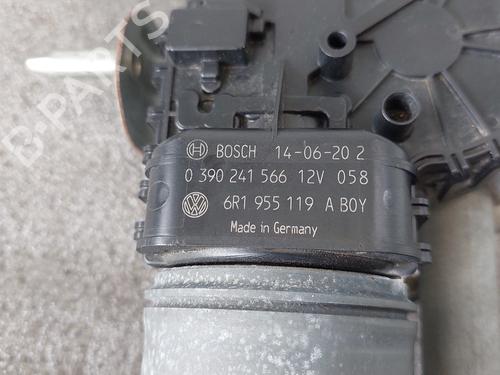 BOSCH 14-06-20 2
0 390 241 566 12V 058
6R1 955 119 A BOY
Made in Germany
B-PARTS